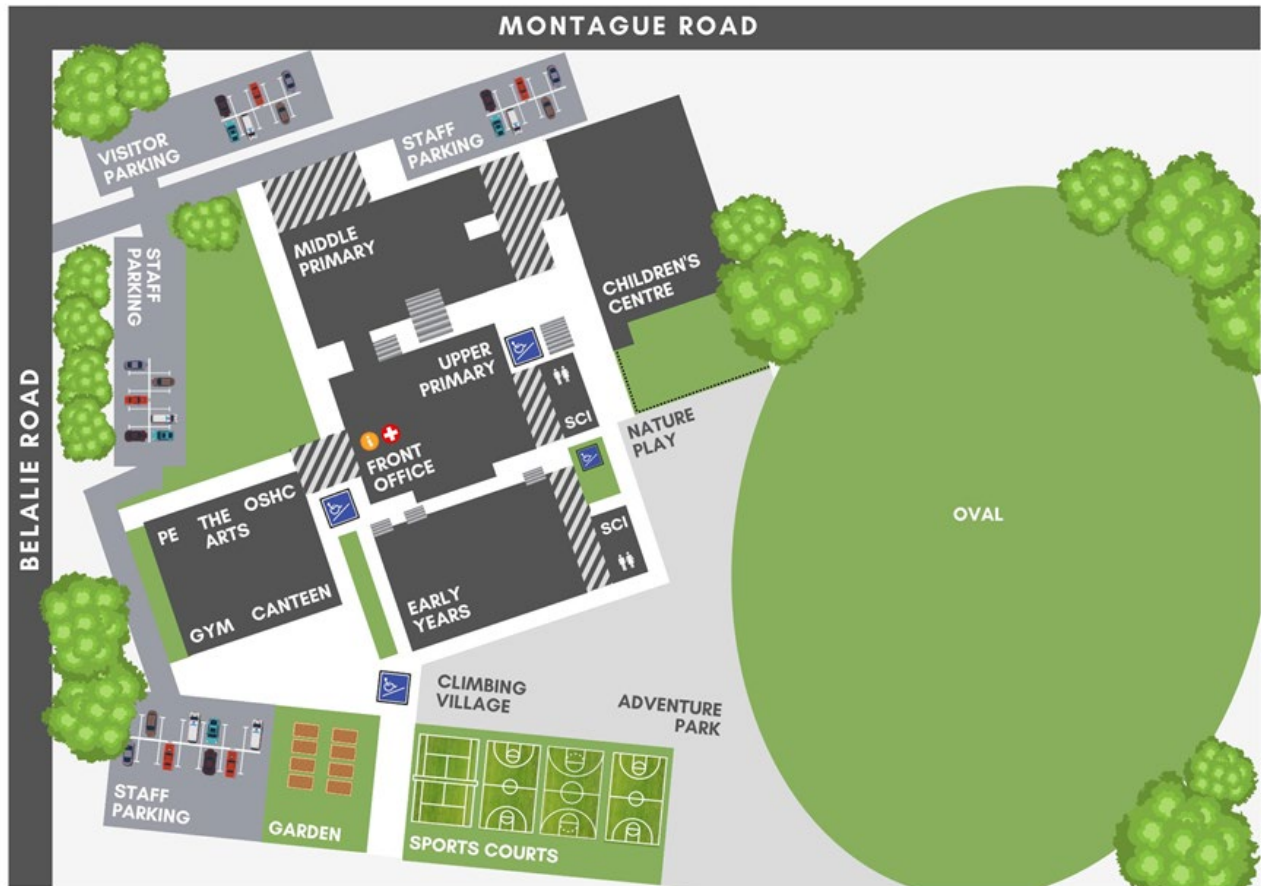 MONTAGUE ROAD
VISITOR
PARKING
STAFF
PARKING
STAFF
PARKING
MIDDLE
PRIMARY
CHILDREN'S
CENTRE
UPPER
PRIMARY
SCI
NATURE
PLAY
i
FRONT
OFFICE
BELALIE ROAD
PE THE OSHC
ARTS
GYM CANTEEN
SCI
EARLY
YEARS
OVAL
CLIMBING
VILLAGE
ADVENTURE
PARK
STAFF
PARKING
GARDEN
SPORTS COURTS